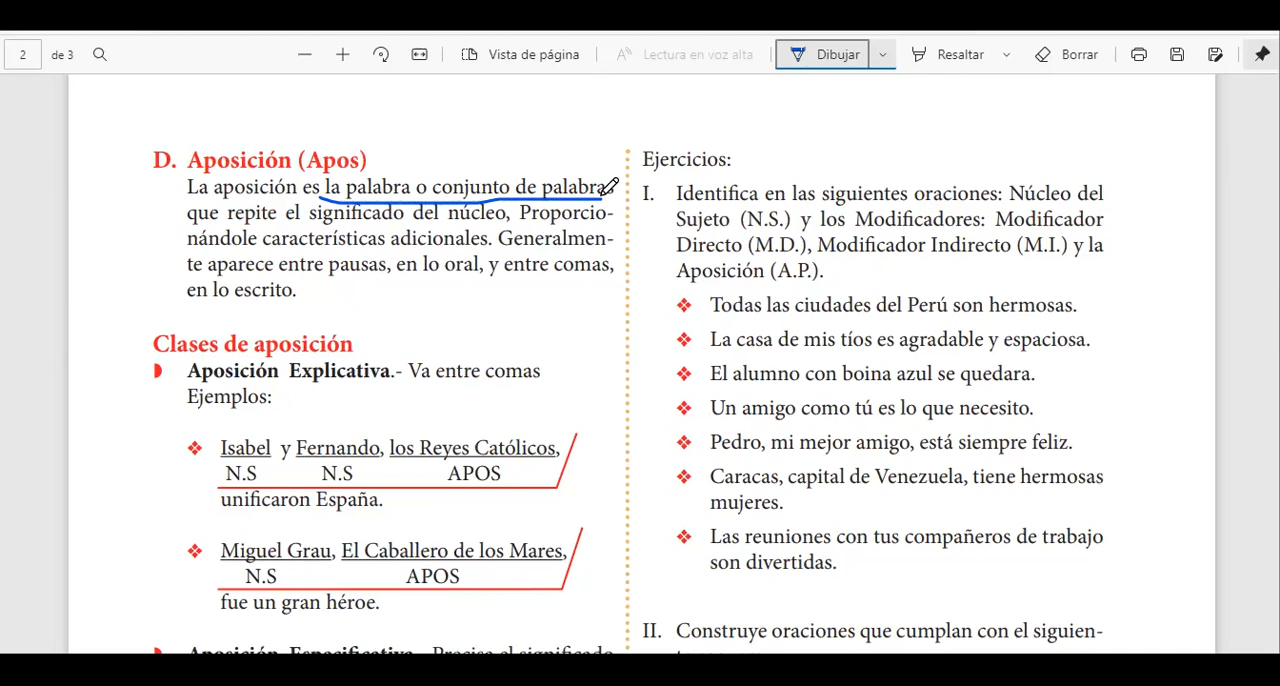 2 de 3
Vista de página
Lectura en voz alta
Dibujar
Resaltar
Borrar
D. Aposición (Apos)
La aposición es la palabra o conjunto de palabra
que repite el significado del núcleo, Proporcio-
nándole características adicionales. Generalmen-
te aparece entre pausas, en lo oral, y entre comas,
en lo escrito.
Clases de aposición
Aposición Explicativa.- Va entre comas
Ejemplos:
Isabel y Fernando, los Reyes Católicos,
N.S N.S APOS
unificaron España.
Miguel Grau, El Caballero de los Mares,
N.S APOS
fue un gran héroe.
Aposición Especificativa.- Precisa el significado
Ejercicios:
I. Identifica en las siguientes oraciones: Núcleo del
Sujeto (N.S.) y los Modificadores: Modificador
Directo (M.D.), Modificador Indirecto (M.I.) y la
Aposición (A.P.).
Todas las ciudades del Perú son hermosas.
La casa de mis tíos es agradable y espaciosa.
El alumno con boina azul se quedara.
Un amigo como tú es lo que necesito.
Pedro, mi mejor amigo, está siempre feliz.
Caracas, capital de Venezuela, tiene hermosas
mujeres.
Las reuniones con tus compañeros de trabajo
son divertidas.
II. Construye oraciones que cumplan con el siguien-